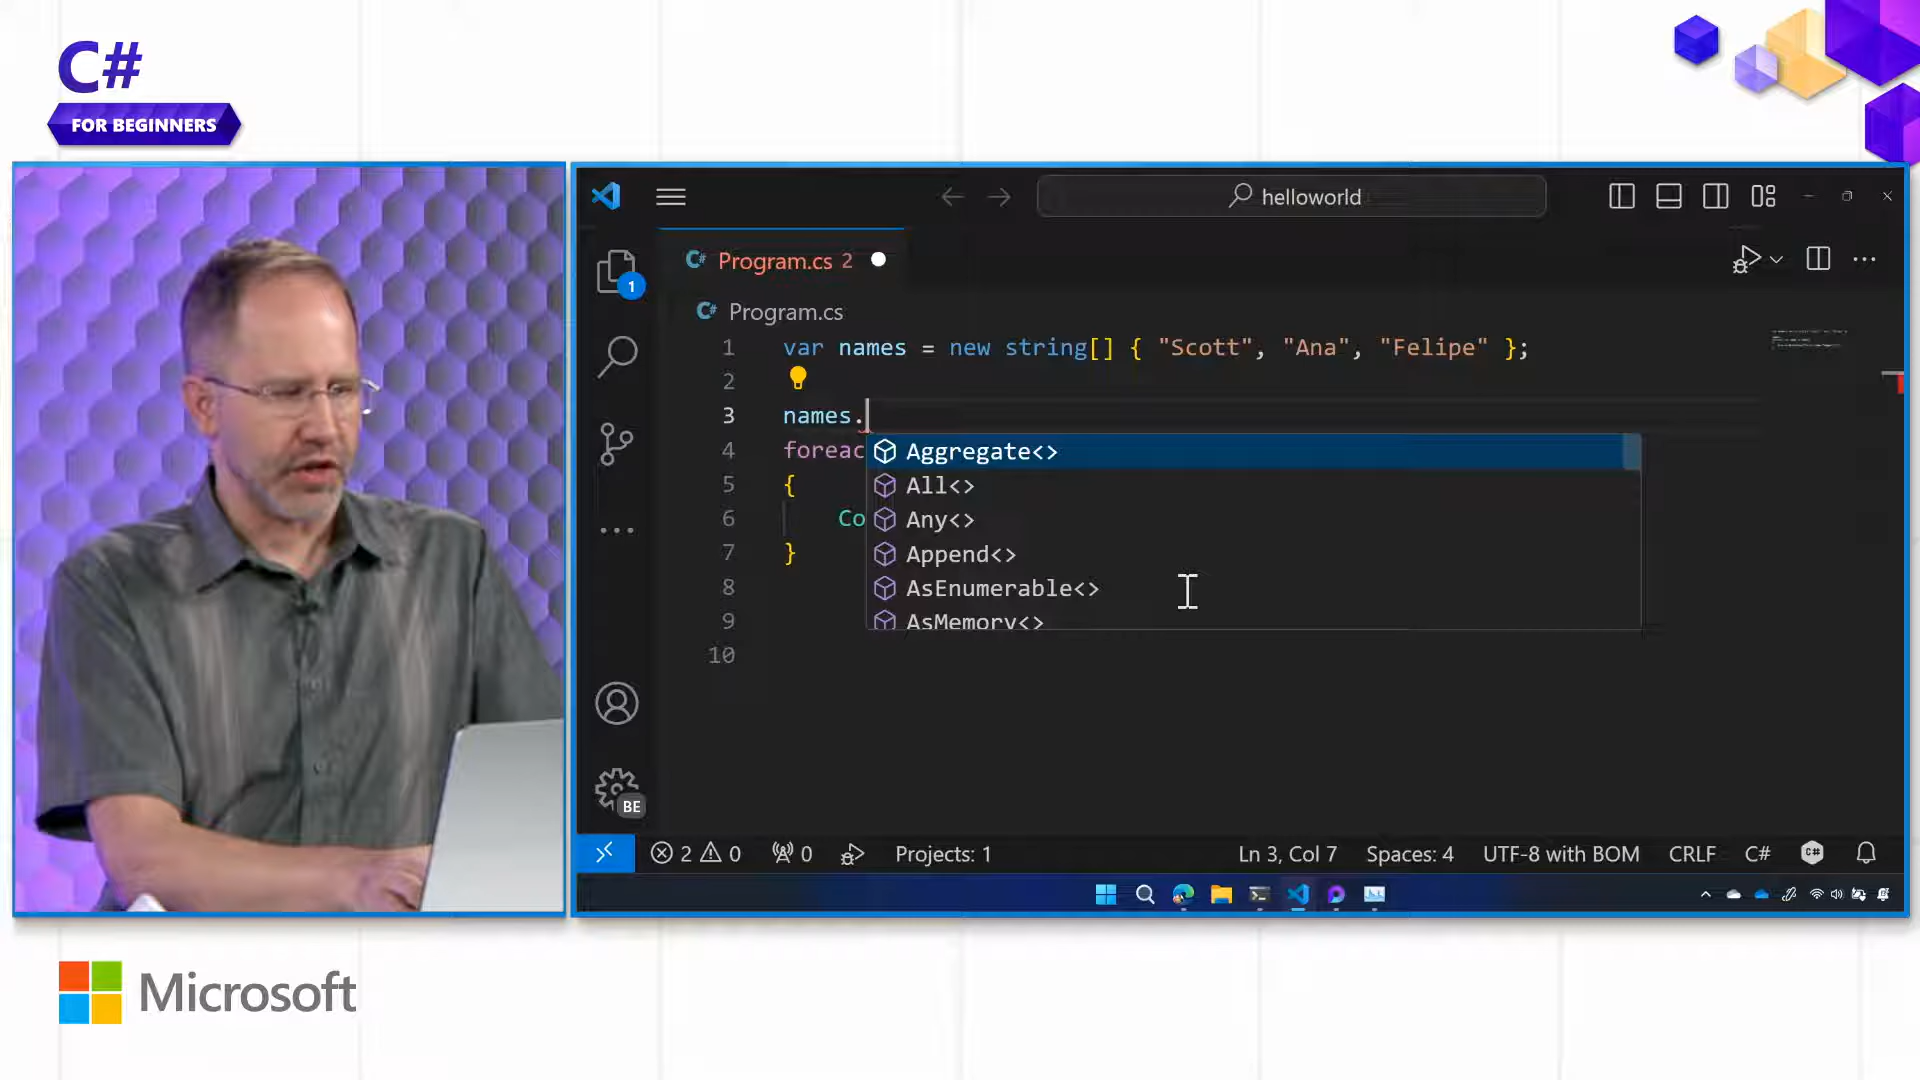 C#
FOR BEGINNERS
helloworld
Program.cs 2
Program.cs
1 var names = new string[] { "Scott", "Ana", "Felipe" };
2
3 names.
4 foreac
5 {
6 Co
7 }
8
9
10
Aggregate<>
All<>
Any<>
Append<>
AsEnumerable<>
AsMemory<>
1
BE
2 0 0 Projects: 1 Ln 3, Col 7 Spaces: 4 UTF-8 with BOM CRLF C#
Microsoft